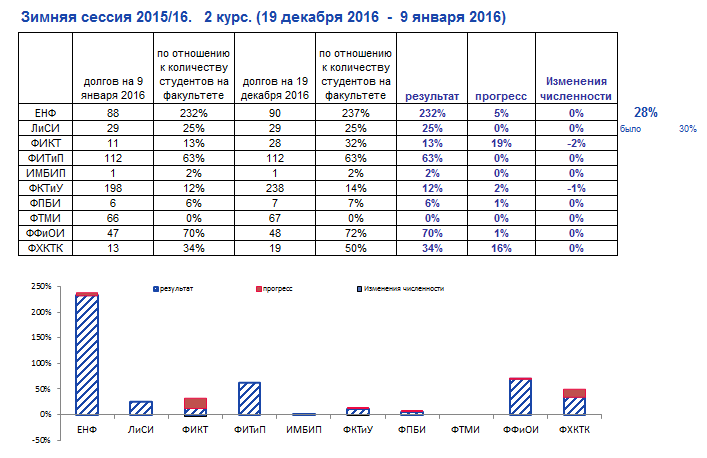 Зимняя сессия 2015/16. 2 курс. (19 декабря 2016 - 9 января 2016)
долгов на 9 января 2016 по отношению к количеству студентов на факультете долгов на 19 декабря 2016 по отношению к количеству студентов на факультете результат прогресс Изменения численности
ЕНФ 88 232% 90 237% 232% 5% 0% 28%
ЛиСИ 29 25% 29 25% 25% 0% 0% было 30%
ФИКТ 11 13% 28 32% 13% 19% -2%
ФИТиП 112 63% 112 63% 63% 0% 0%
ИМБИП 1 2% 1 2% 2% 0% 0%
ФКТиУ 198 12% 238 14% 12% 2% -1%
ФПБИ 6 6% 7 7% 6% 1% 0%
ФТМИ 66 0% 67 0% 0% 0% 0%
ФФиОИ 47 70% 48 72% 70% 1% 0%
ФХКТК 13 34% 19 50% 34% 16% 0%
250%
результат прогресс Изменения численности
200%
150%
100%
50%
0%
ЕНФ ЛиСИ ФИКТ ФИТиП ИМБИП ФКТиУ ФПБИ ФТМИ ФФиОИ ФХКТК
-50%